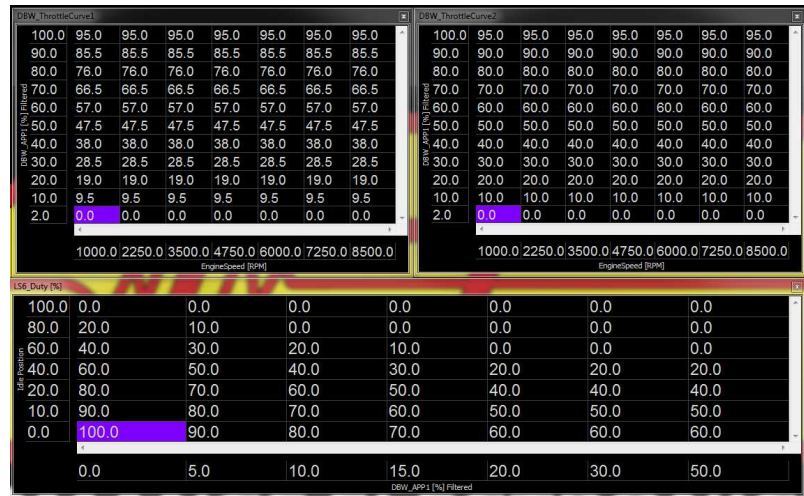 DBW_ThrottleCurve1
100.0 95.0 95.0 95.0 95.0 95.0 95.0 95.0
90.0 85.5 85.5 85.5 85.5 85.5 85.5 85.5
80.0 76.0 76.0 76.0 76.0 76.0 76.0 76.0
70.0 66.5 66.5 66.5 66.5 66.5 66.5 66.5
60.0 57.0 57.0 57.0 57.0 57.0 57.0 57.0
50.0 47.5 47.5 47.5 47.5 47.5 47.5 47.5
40.0 38.0 38.0 38.0 38.0 38.0 38.0 38.0
30.0 28.5 28.5 28.5 28.5 28.5 28.5 28.5
20.0 19.0 19.0 19.0 19.0 19.0 19.0 19.0
10.0 9.5 9.5 9.5 9.5 9.5 9.5 9.5
2.0 0.0 0.0 0.0 0.0 0.0 0.0 0.0
DBW_APP1 [%] Filtered
1000.0 2250.0 3500.0 4750.0 6000.0 7250.0 8500.0
EngineSpeed [RPM]
DBW_ThrottleCurve2
100.0 95.0 95.0 95.0 95.0 95.0 95.0 95.0
90.0 90.0 90.0 90.0 90.0 90.0 90.0 90.0
80.0 80.0 80.0 80.0 80.0 80.0 80.0 80.0
70.0 70.0 70.0 70.0 70.0 70.0 70.0 70.0
60.0 60.0 60.0 60.0 60.0 60.0 60.0 60.0
50.0 50.0 50.0 50.0 50.0 50.0 50.0 50.0
40.0 40.0 40.0 40.0 40.0 40.0 40.0 40.0
30.0 30.0 30.0 30.0 30.0 30.0 30.0 30.0
20.0 20.0 20.0 20.0 20.0 20.0 20.0 20.0
10.0 10.0 10.0 10.0 10.0 10.0 10.0 10.0
2.0 0.0 0.0 0.0 0.0 0.0 0.0 0.0
DBW_APP1 [%] Filtered
1000.0 2250.0 3500.0 4750.0 6000.0 7250.0 8500.0
EngineSpeed [RPM]
LS6_Duty [%]
100.0 0.0 0.0 0.0 0.0 0.0 0.0 0.0
80.0 20.0 10.0 0.0 0.0 0.0 0.0 0.0
60.0 40.0 30.0 20.0 10.0 0.0 0.0 0.0
40.0 60.0 50.0 40.0 30.0 20.0 20.0 20.0
20.0 80.0 70.0 60.0 50.0 40.0 40.0 40.0
10.0 90.0 80.0 70.0 60.0 50.0 50.0 50.0
0.0 100.0 90.0 80.0 70.0 60.0 60.0 60.0
Idle Position
0.0 5.0 10.0 15.0 20.0 30.0 50.0
DBW_APP1 [%] Filtered